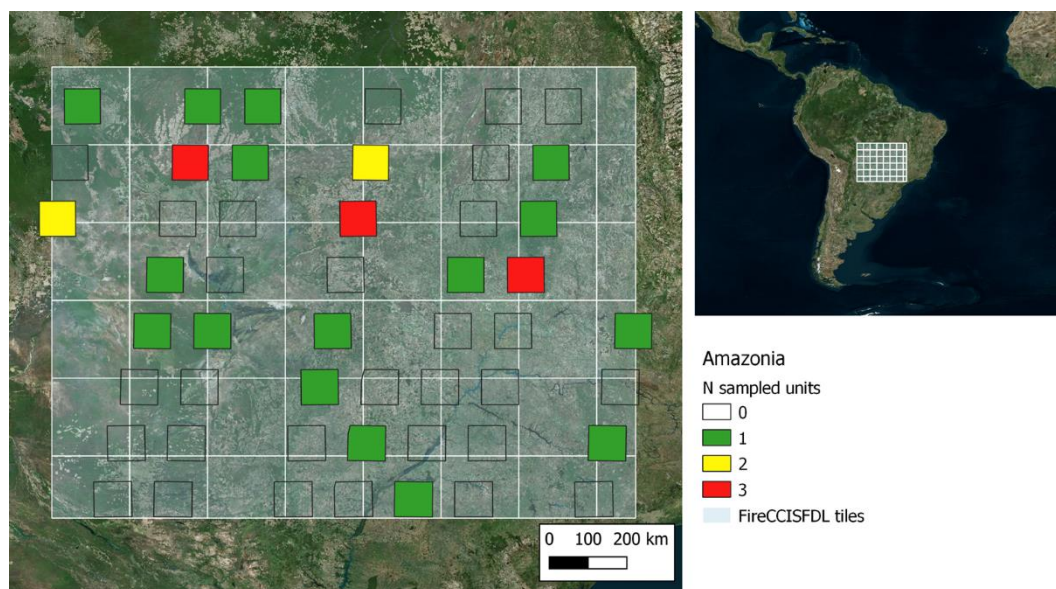 0 100 200 km
Amazonia
N sampled units
0
1
2
3
FireCCISFDL tiles